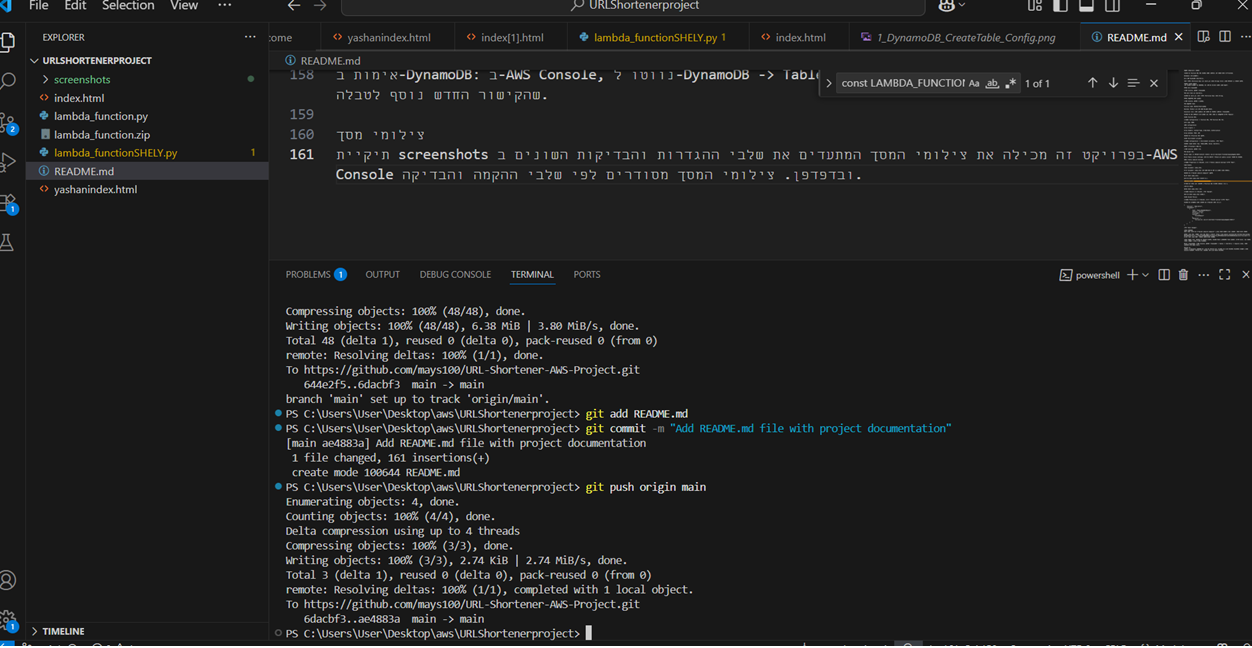 File Edit Selection View ··· URLShortenerproject
EXPLORER ···
ome yashanindex.html index[1].html lambda_functionSHELY.py 1 index.html 1_DynamoDB_CreateTable_Config.png README.md
URLSHORTENERPROJECT
screenshots
index.html
lambda_function.py
lambda_function.zip
lambda_functionSHELY.py 1
README.md
yashanindex.html
README.md
const LAMBDA_FUNCTION Aa ab 1 of 1
158 אימות ב-DynamoDB: ב-AWS Console, נווטו ל-DynamoDB -> Table
שהקישור החדש נוסף לטבלה.
159
160 צילומי מסך
161 תיקיית screenshots בפרויקט זה מכילה את צילומי המסך המתעדים את שלבי ההגדרות והבדיקות השונים ב-AWS
Console ובדפדפן. צילומי המסך מסודרים לפי שלבי ההקמה והבדיקה.
PROBLEMS 1 OUTPUT DEBUG CONSOLE TERMINAL PORTS powershell
Compressing objects: 100% (48/48), done.
Writing objects: 100% (48/48), 6.38 MiB | 3.80 MiB/s, done.
Total 48 (delta 1), reused 0 (delta 0), pack-reused 0 (from 0)
remote: Resolving deltas: 100% (1/1), done.
To https://github.com/mays100/URL-Shortener-AWS-Project.git
644e2f5..6dacbf3 main -> main
branch 'main' set up to track 'origin/main'.
PS C:\Users\User\Desktop\aws\URLShortenerproject> git add README.md
PS C:\Users\User\Desktop\aws\URLShortenerproject> git commit -m "Add README.md file with project documentation"
[main ae4883a] Add README.md file with project documentation
1 file changed, 161 insertions(+)
create mode 100644 README.md
PS C:\Users\User\Desktop\aws\URLShortenerproject> git push origin main
Enumerating objects: 4, done.
Counting objects: 100% (4/4), done.
Delta compression using up to 4 threads
Compressing objects: 100% (3/3), done.
Writing objects: 100% (3/3), 2.74 KiB | 2.74 MiB/s, done.
Total 3 (delta 1), reused 0 (delta 0), pack-reused 0 (from 0)
remote: Resolving deltas: 100% (1/1), completed with 1 local object.
To https://github.com/mays100/URL-Shortener-AWS-Project.git
6dacbf3..ae4883a main -> main
PS C:\Users\User\Desktop\aws\URLShortenerproject>
TIMELINE
2
1
1